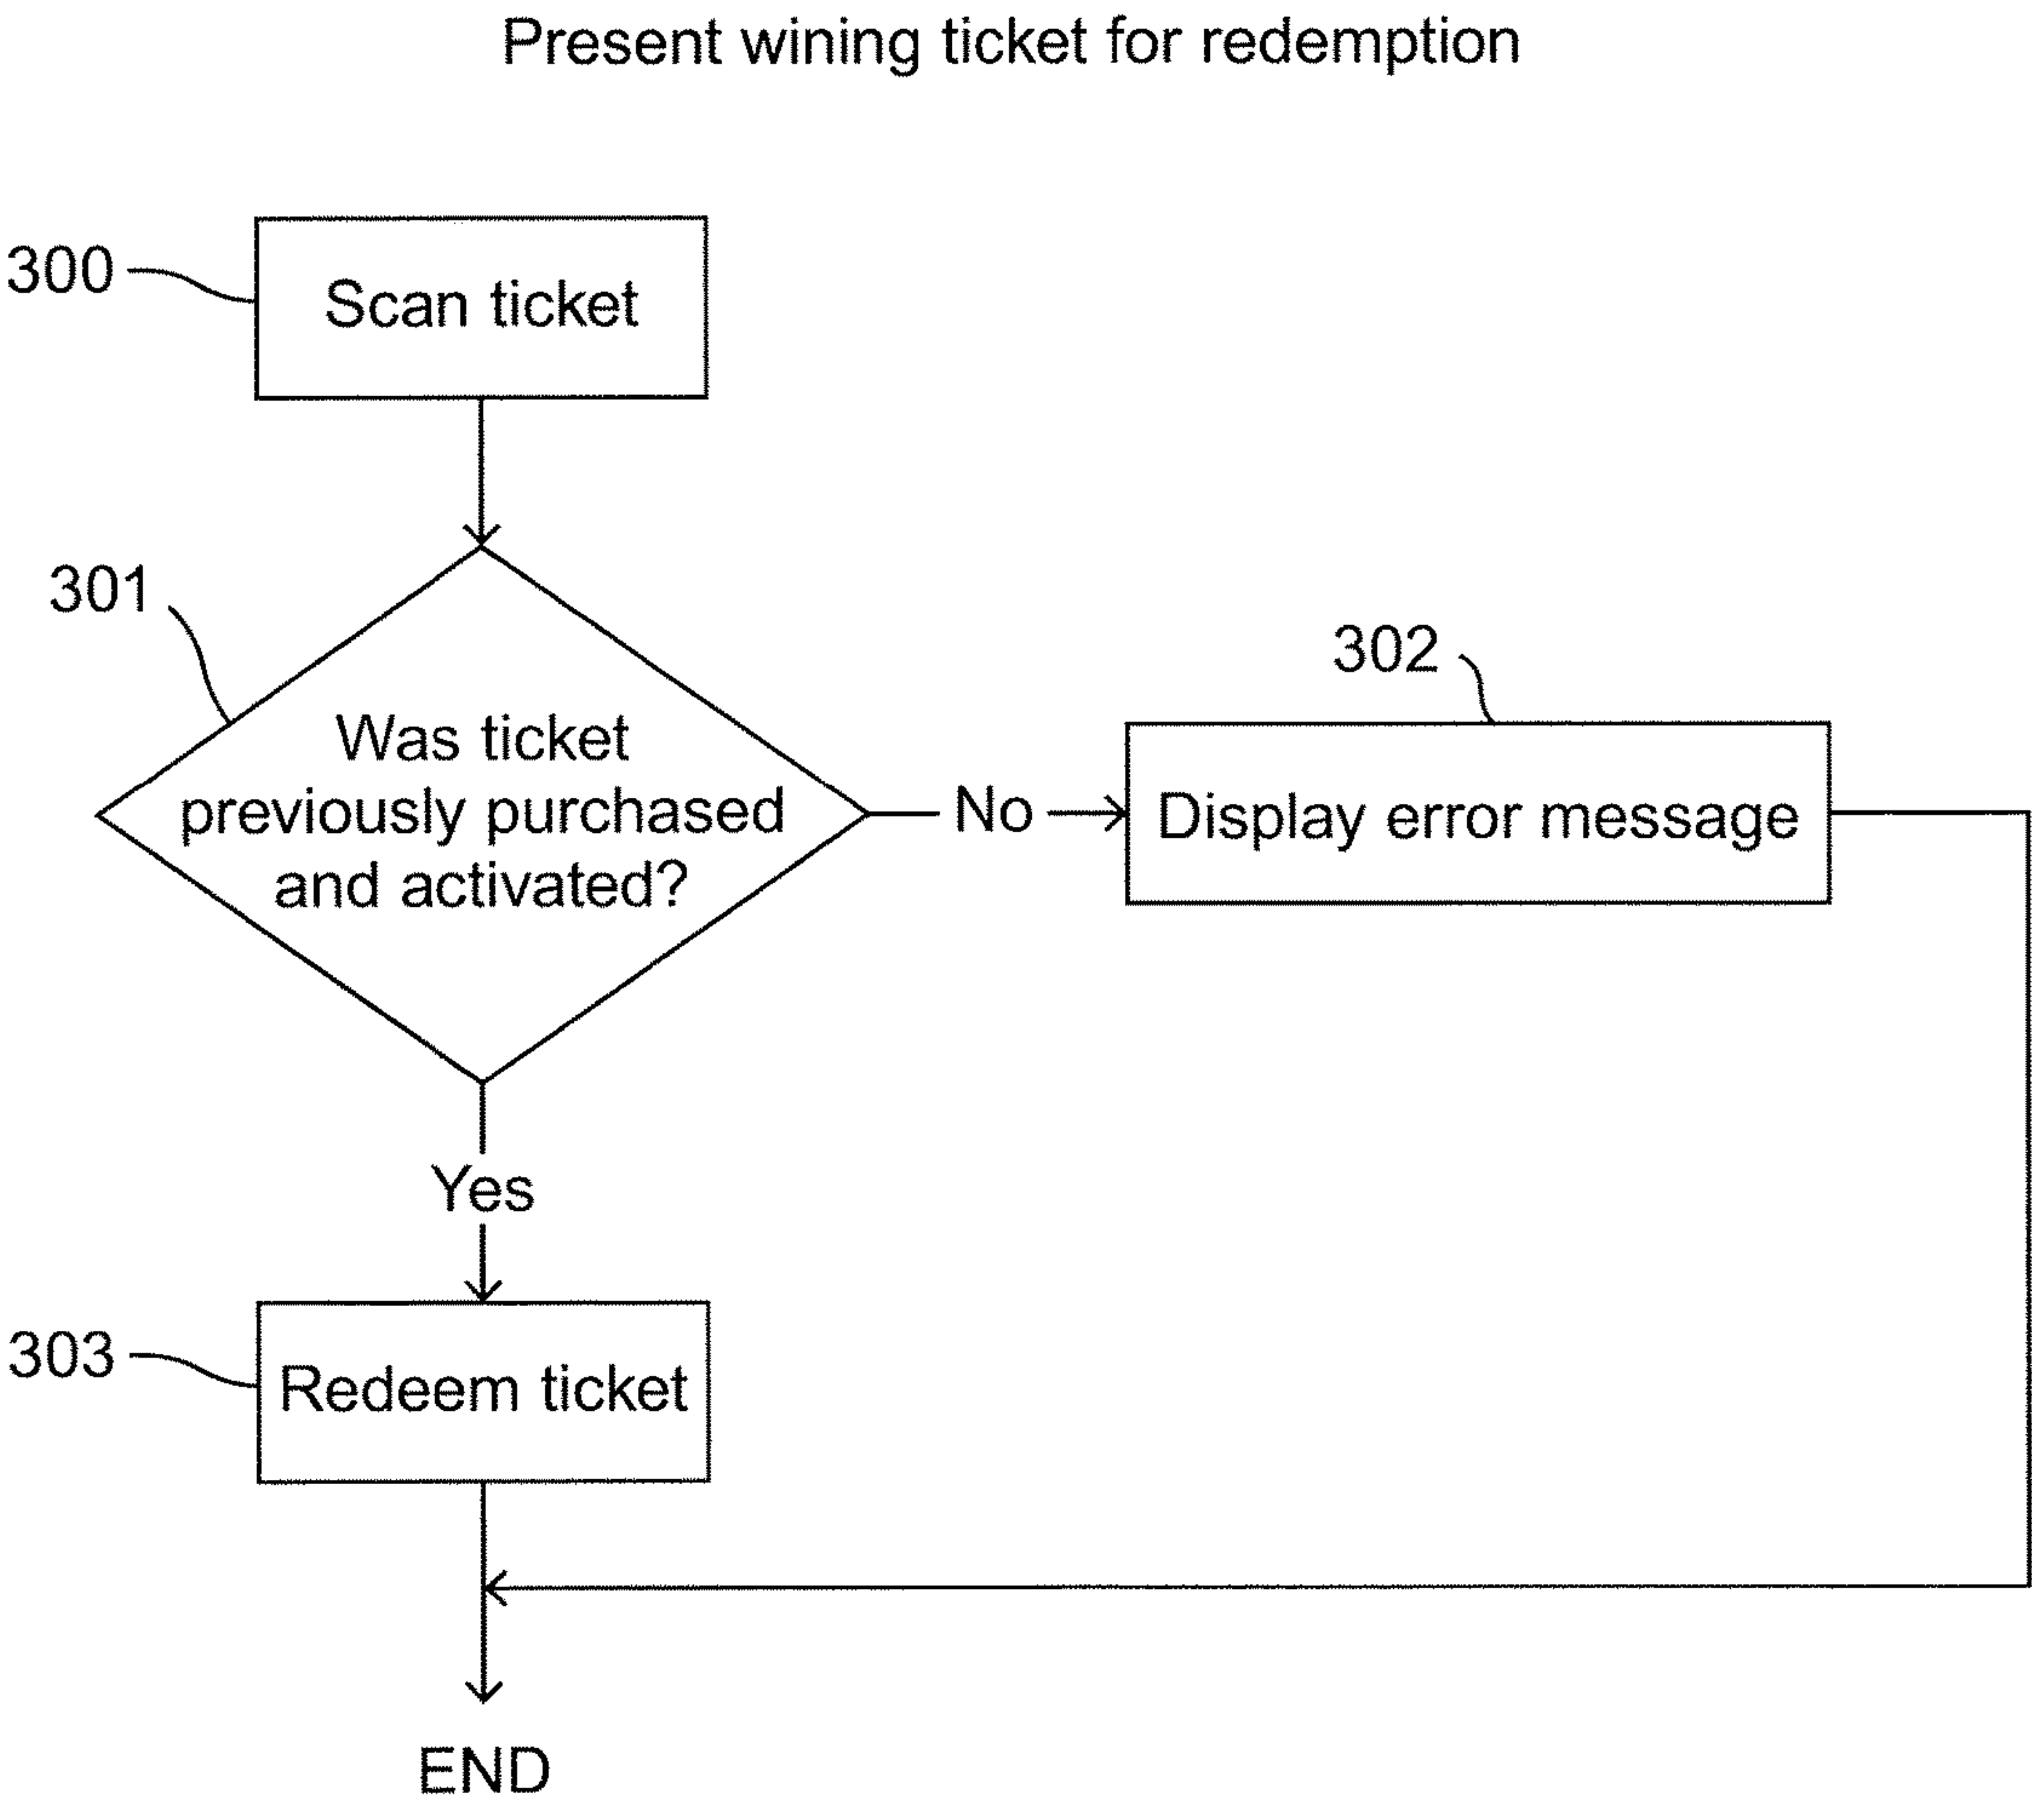 Present wining ticket for redemption
300
Scan ticket
301
Was ticket
previously purchased
and activated?
No
302
Display error message
Yes
303
Redeem ticket
END